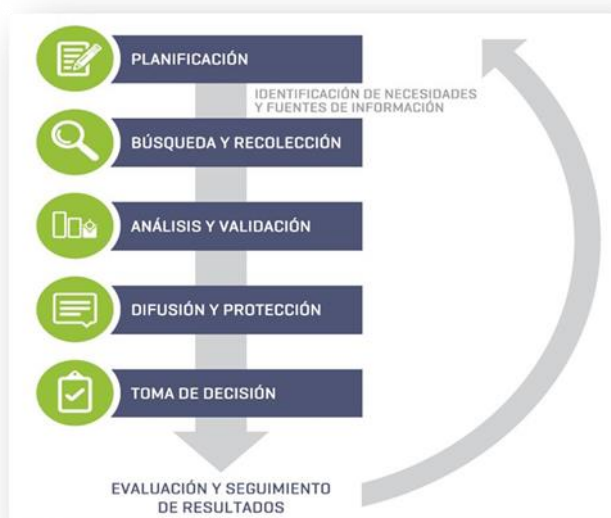 PLANIFICACIÓN
IDENTIFICACIÓN DE NECESIDADES
Y FUENTES DE INFORMACIÓN
BÚSQUEDA Y RECOLECCIÓN
ANÁLISIS Y VALIDACIÓN
DIFUSIÓN Y PROTECCIÓN
TOMA DE DECISIÓN
EVALUACIÓN Y SEGUIMIENTO
DE RESULTADOS